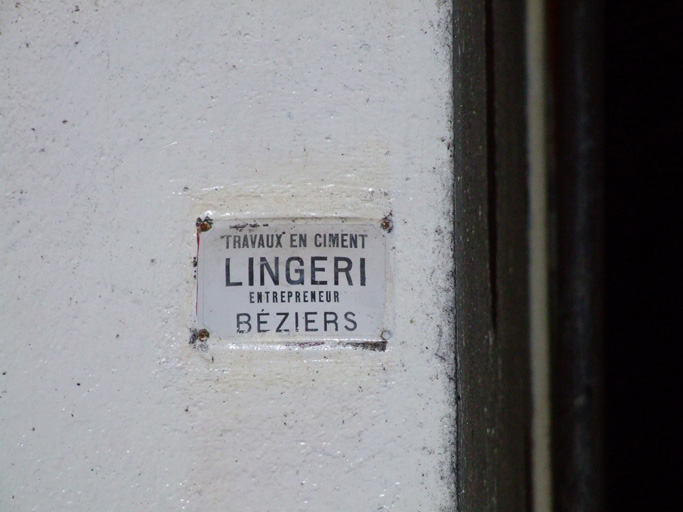 TRAVAUX EN CIMENT
LINGERI
ENTREPRENEUR
BÉZIERS